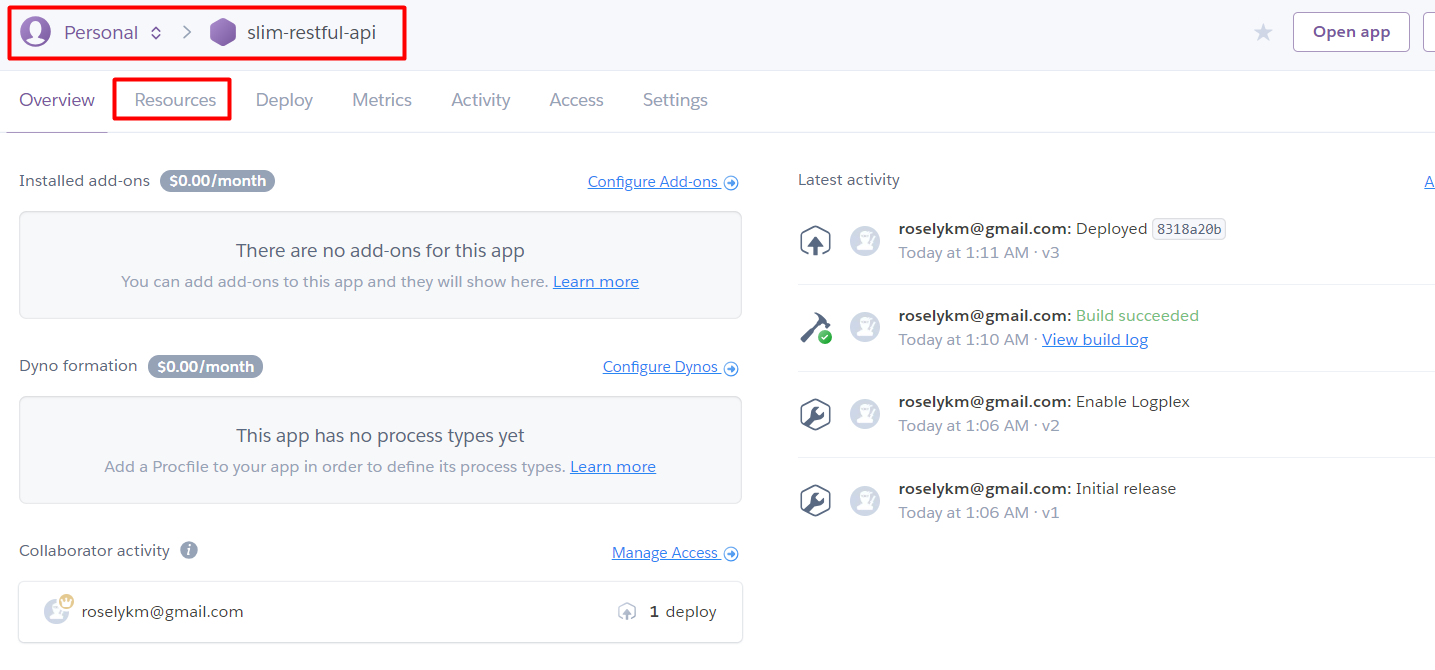 Personal > slim-restful-api
Open app
Overview Resources Deploy Metrics Activity Access Settings
Installed add-ons $0.00/month Configure Add-ons
There are no add-ons for this app
You can add add-ons to this app and they will show here. Learn more
Dyno formation $0.00/month Configure Dynos
This app has no process types yet
Add a Procfile to your app in order to define its process types. Learn more
Collaborator activity i Manage Access
roselykm@gmail.com 1 deploy
Latest activity A
roselykm@gmail.com: Deployed 8318a20b
Today at 1:11 AM · v3
roselykm@gmail.com: Build succeeded
Today at 1:10 AM · View build log
roselykm@gmail.com: Enable Logplex
Today at 1:06 AM · v2
roselykm@gmail.com: Initial release
Today at 1:06 AM · v1